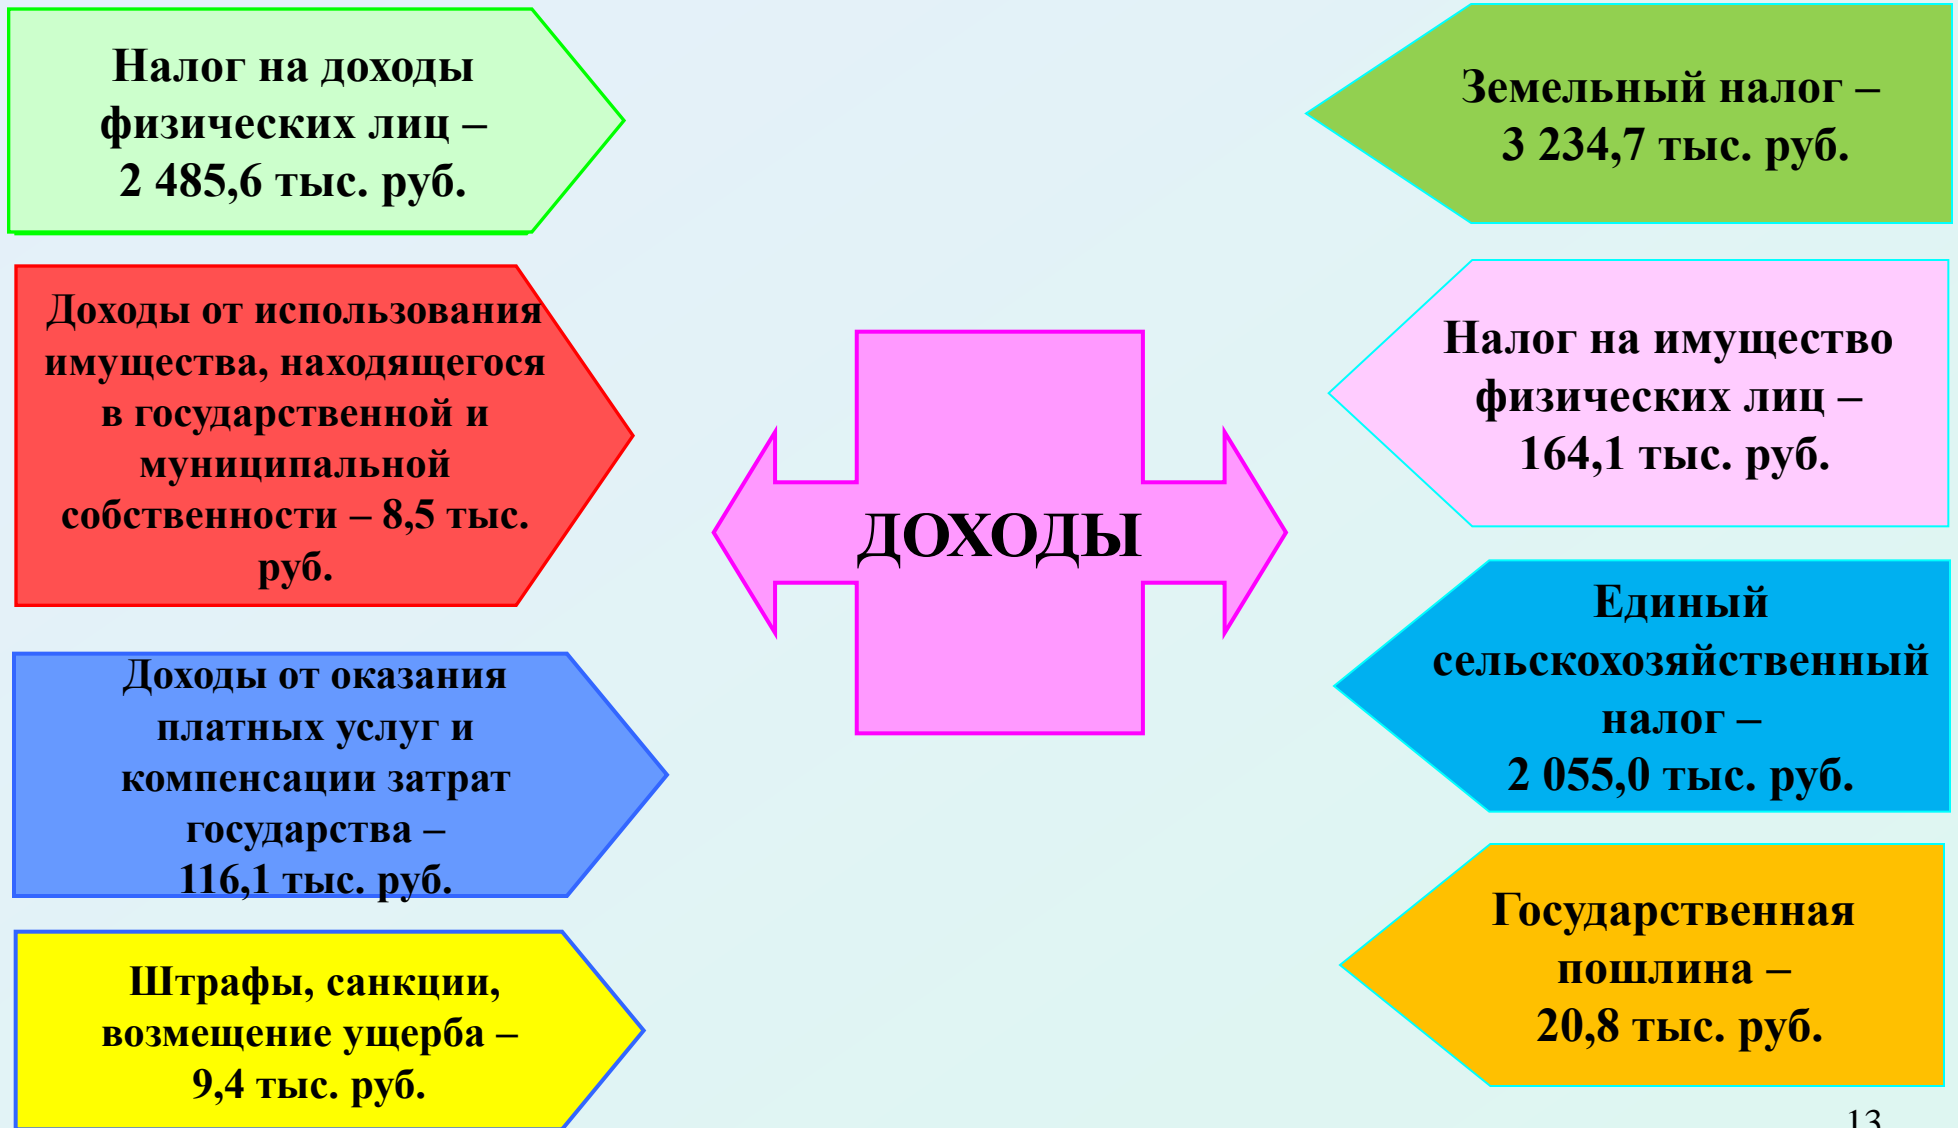 Налог на доходы
физических лиц –
2 485,6 тыс. руб.
Доходы от использования
имущества, находящегося
в государственной и
муниципальной
собственности – 8,5 тыс.
руб.
Доходы от оказания
платных услуг и
компенсации затрат
государства –
116,1 тыс. руб.
Штрафы, санкции,
возмещение ущерба –
9,4 тыс. руб.
ДОХОДЫ
Земельный налог –
3 234,7 тыс. руб.
Налог на имущество
физических лиц –
164,1 тыс. руб.
Единый
сельскохозяйственный
налог –
2 055,0 тыс. руб.
Государственная
пошлина –
20,8 тыс. руб.
13